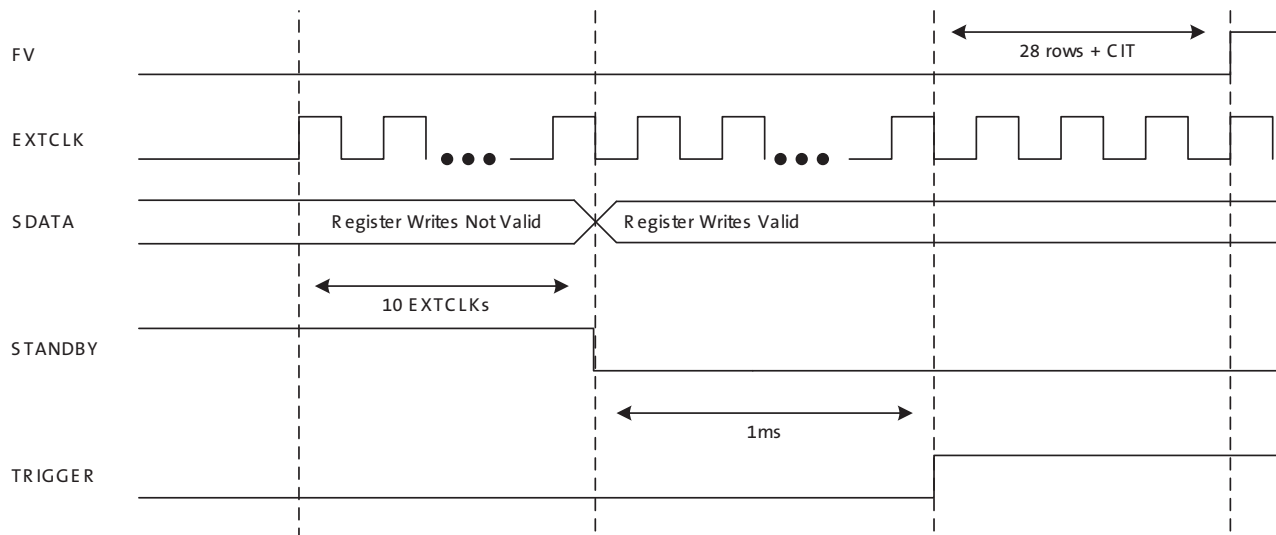 FV
28 rows + CIT
EXTCLK
SDATA
Register Writes Not Valid
Register Writes Valid
10 EXTCLKs
STANDBY
1ms
TRIGGER